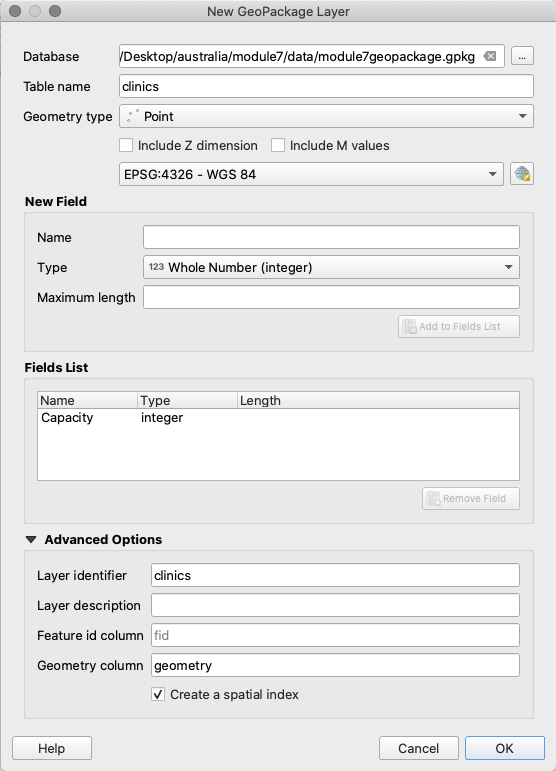 New GeoPackage Layer
Database /Desktop/australia/module7/data/module7geopackage.gpkg ...
Table name clinics
Geometry type Point
Include Z dimension Include M values
EPSG:4326 - WGS 84
New Field
Name
Type 123 Whole Number (integer)
Maximum length
Add to Fields List
Fields List
Name Type Length
Capacity integer
Remove Field
Advanced Options
Layer identifier clinics
Layer description
Feature id column fid
Geometry column geometry
Create a spatial index
Help Cancel OK